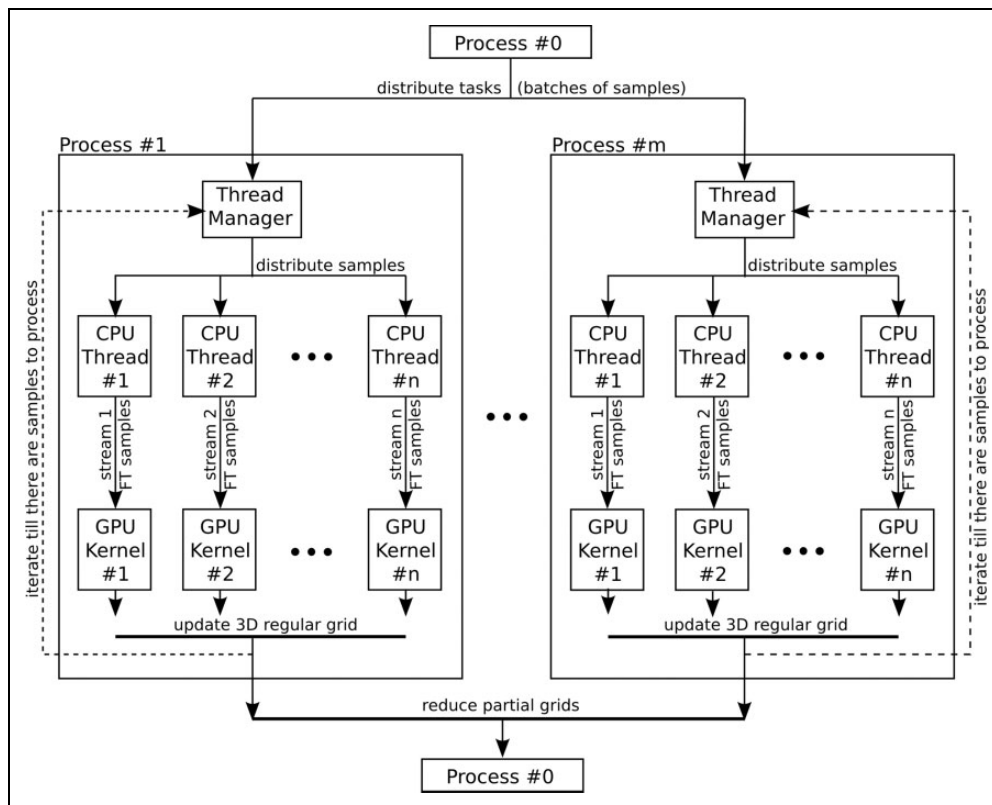 Process #0
distribute tasks (batches of samples)
Process #1
Process #m
Thread
Manager
Thread
Manager
distribute samples
distribute samples
CPU
Thread
#1
CPU
Thread
#2
•••
CPU
Thread
#n
CPU
Thread
#1
CPU
Thread
#2
•••
CPU
Thread
#n
stream 1
FT samples
stream 2
FT samples
stream n
FT samples
•••
stream 1
FT samples
stream 2
FT samples
stream n
FT samples
GPU
Kernel
#1
GPU
Kernel
#2
•••
GPU
Kernel
#n
GPU
Kernel
#1
GPU
Kernel
#2
•••
GPU
Kernel
#n
iterate till there are samples to process
iterate till there are samples to process
update 3D regular grid
update 3D regular grid
reduce partial grids
Process #0